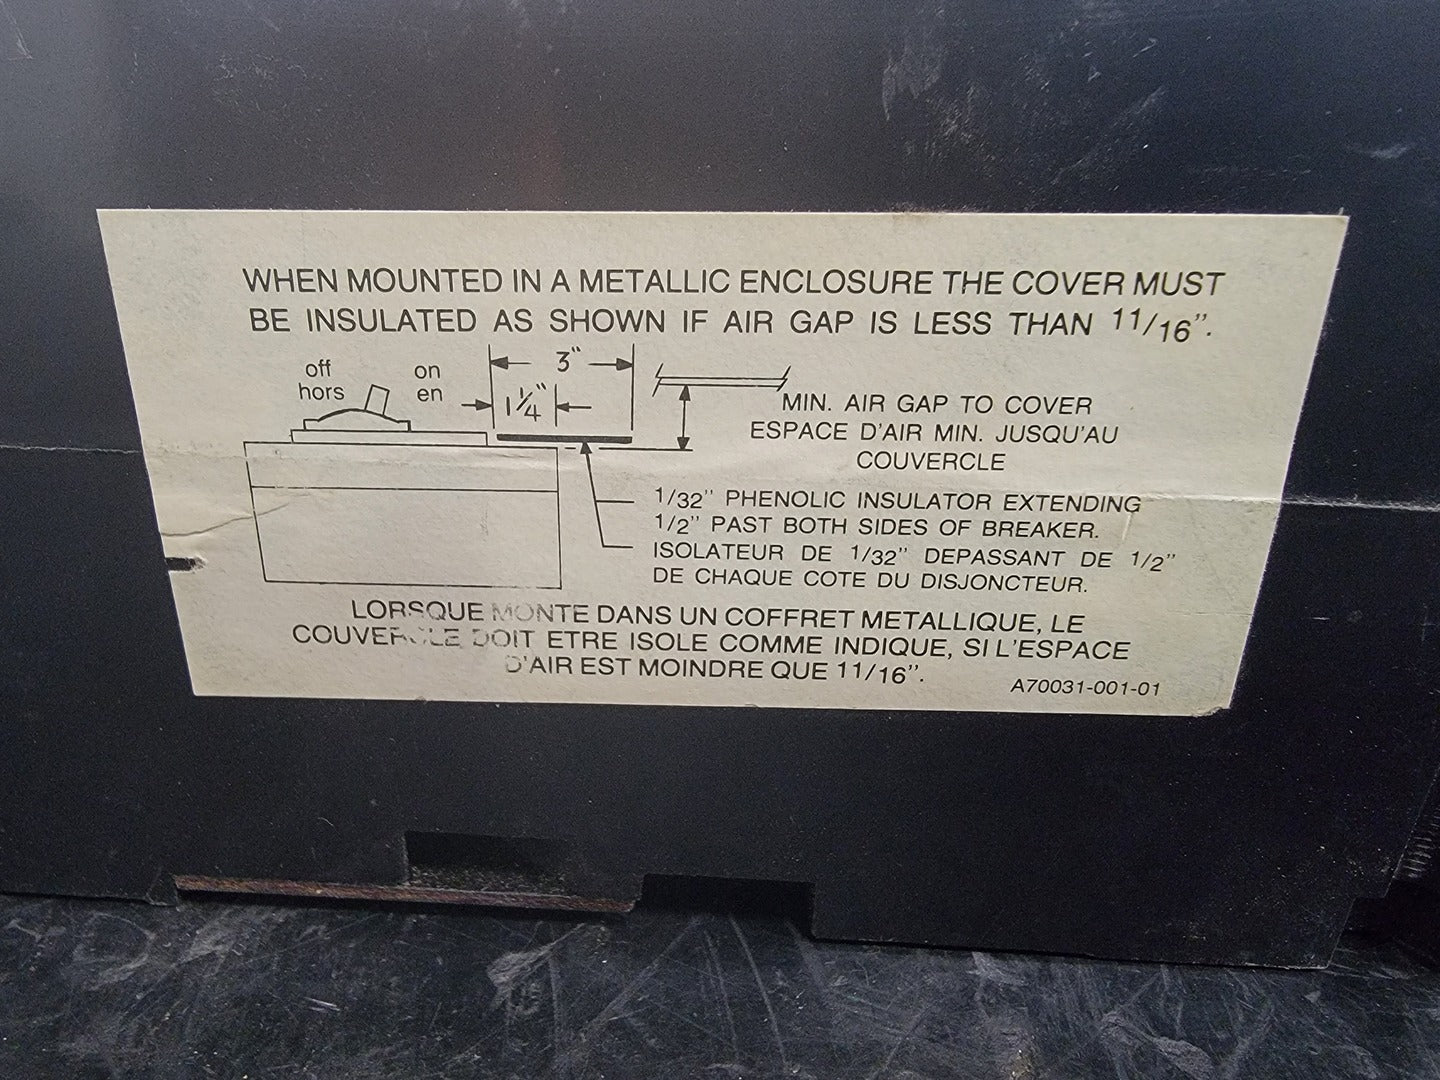 WHEN MOUNTED IN A METALLIC ENCLOSURE THE COVER MUST
BE INSULATED AS SHOWN IF AIR GAP IS LESS THAN 11/16".
off
hors
on
en
3"
1 1/4"
MIN. AIR GAP TO COVER
ESPACE D'AIR MIN. JUSQU'AU
COUVERCLE
1/32" PHENOLIC INSULATOR EXTENDING
1/2" PAST BOTH SIDES OF BREAKER.
ISOLATEUR DE 1/32" DEPASSANT DE 1/2"
DE CHAQUE COTE DU DISJONCTEUR.
LORSQUE MONTE DANS UN COFFRET METALLIQUE, LE
COUVERCLE DOIT ETRE ISOLE COMME INDIQUE, SI L'ESPACE
D'AIR EST MOINDRE QUE 11/16".
A70031-001-01